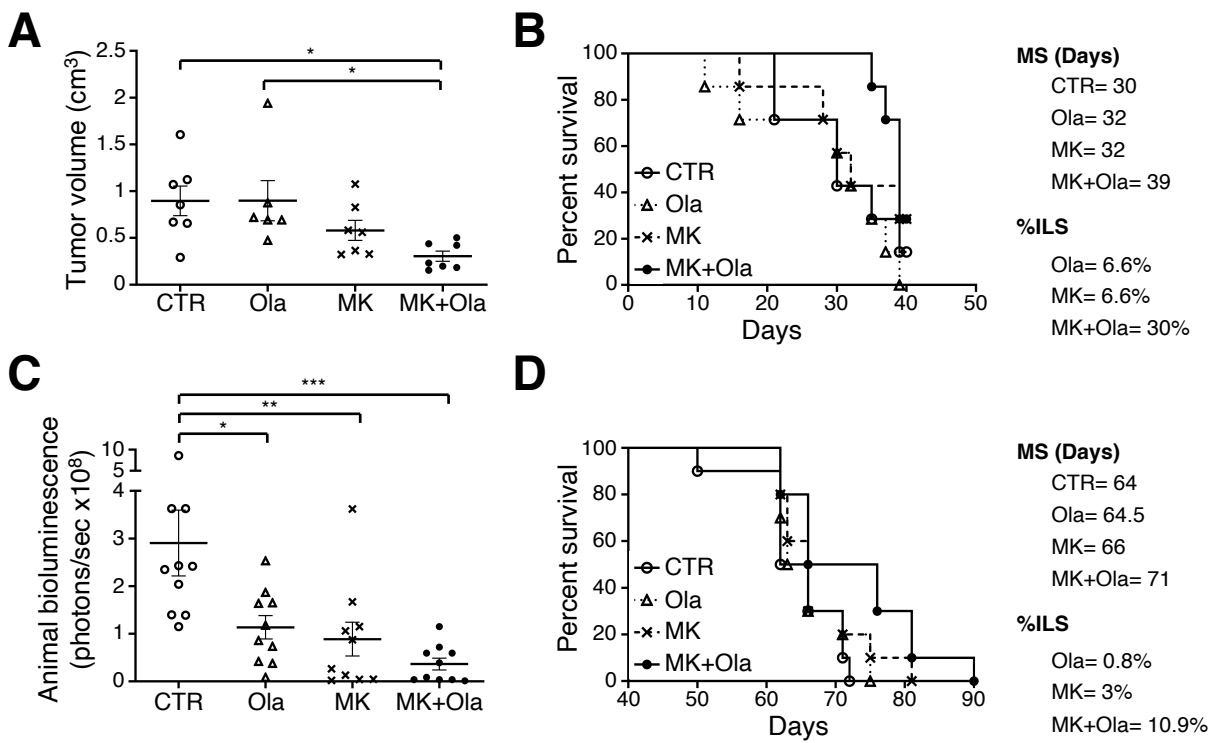 A
Tumor volume (cm3)
2.5
2
1.5
1
0.5
0
*
*
CTR Ola MK MK+Ola
B
Percent survival
100
80
60
40
20
0
CTR
Ola
MK
MK+Ola
0 10 20 30 40 50
Days
MS (Days)
CTR= 30
Ola= 32
MK= 32
MK+Ola= 39
%ILS
Ola= 6.6%
MK= 6.6%
MK+Ola= 30%
C
Animal bioluminescence
(photons/sec x10⁸)
10
5
4
3
2
1
0
***
**
*
CTR Ola MK MK+Ola
D
Percent survival
100
80
60
40
20
0
CTR
Ola
MK
MK+Ola
40 50 60 70 80 90
Days
MS (Days)
CTR= 64
Ola= 64.5
MK= 66
MK+Ola= 71
%ILS
Ola= 0.8%
MK= 3%
MK+Ola= 10.9%